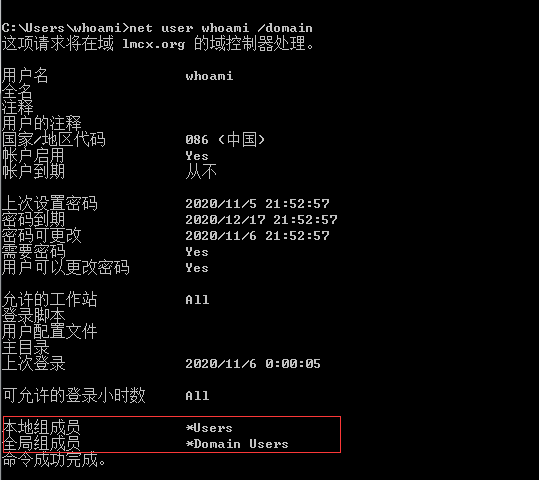 C:\Users\whoami>net user whoami /domain
这项请求将在域 lmcx.org 的域控制器处理。
用户名 whoami
全名
注释
用户的注释
国家/地区代码 086 (中国)
帐户启用 Yes
帐户到期 从不
上次设置密码 2020/11/5 21:52:57
密码到期 2020/12/17 21:52:57
密码可更改 2020/11/6 21:52:57
需要密码 Yes
用户可以更改密码 Yes
允许的工作站 All
登录脚本
用户配置文件
主目录
上次登录 2020/11/6 0:00:05
可允许的登录小时数 All
本地组成员 *Users
全局组成员 *Domain Users
命令成功完成。